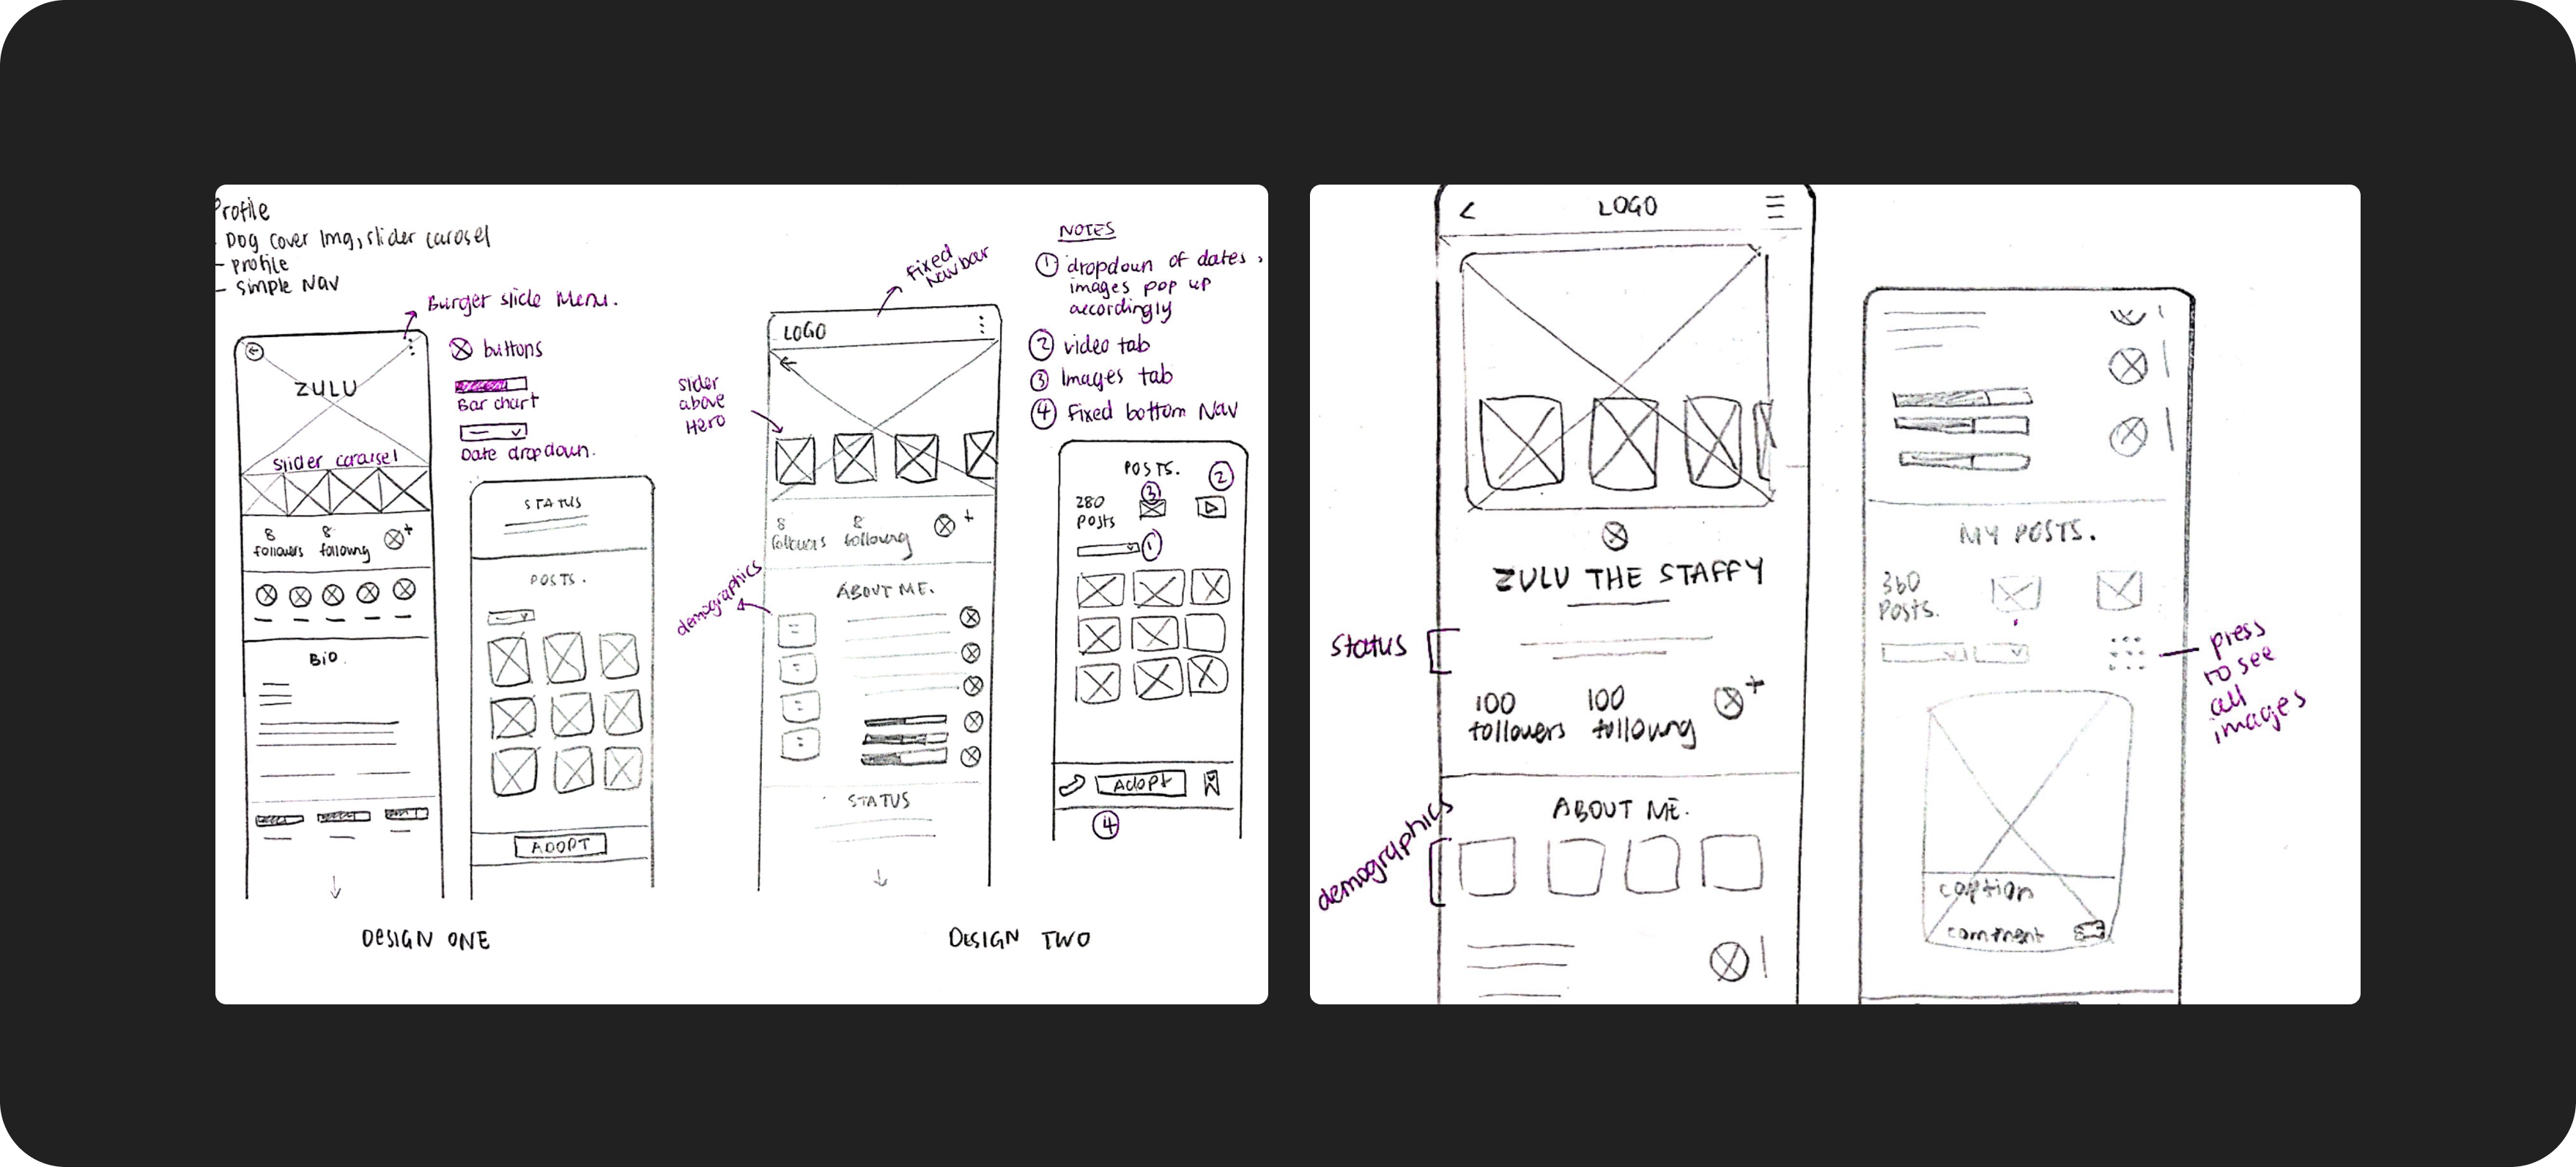 Profile
- Dog cover Img, slider carosel
- Profile
- Simple Nav
Burger slide Menu.
ZULU
slider carousel
8
followers
8
following
+
BIO.
buttons
Bar chart
Date dropdown.
STATUS
POSTS.
ADOPT
DESIGN ONE
Fixed
Nav bar
LOGO
Slider
above
Hero
8
followers
8
following
+
demographics
ABOUT ME.
STATUS
DESIGN TWO
NOTES
① dropdown of dates,
images pop up
accordingly
② video tab
③ Images tab
④ Fixed bottom Nav
POSTS.
②
③
280
Posts
①
Adopt
④
LOGO
ZULU THE STAFFY
Status
100
followers
100
following
+
demographics
ABOUT ME.
MY POSTS.
360
Posts.
press
to see
all
images
caption
comment